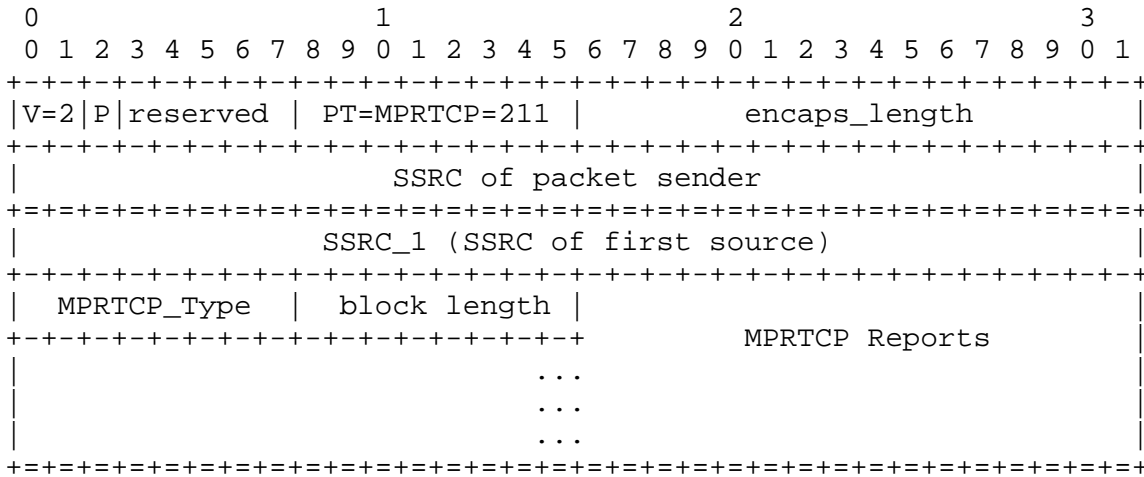 0                   1                   2                   3
 0 1 2 3 4 5 6 7 8 9 0 1 2 3 4 5 6 7 8 9 0 1 2 3 4 5 6 7 8 9 0 1
+-+-+-+-+-+-+-+-+-+-+-+-+-+-+-+-+-+-+-+-+-+-+-+-+-+-+-+-+-+-+-+-+
|V=2|P|reserved | PT=MPRTCP=211 |         encaps_length         |
+-+-+-+-+-+-+-+-+-+-+-+-+-+-+-+-+-+-+-+-+-+-+-+-+-+-+-+-+-+-+-+-+
|                     SSRC of packet sender                     |
+=+=+=+=+=+=+=+=+=+=+=+=+=+=+=+=+=+=+=+=+=+=+=+=+=+=+=+=+=+=+=+=+
|                 SSRC_1 (SSRC of first source)                 |
+-+-+-+-+-+-+-+-+-+-+-+-+-+-+-+-+-+-+-+-+-+-+-+-+-+-+-+-+-+-+-+-+
|  MPRTCP_Type  |  block length |                               |
+-+-+-+-+-+-+-+-+-+-+-+-+-+-+-+-+         MPRTCP Reports        |
|                             ...                               |
|                             ...                               |
|                             ...                               |
+=+=+=+=+=+=+=+=+=+=+=+=+=+=+=+=+=+=+=+=+=+=+=+=+=+=+=+=+=+=+=+=+